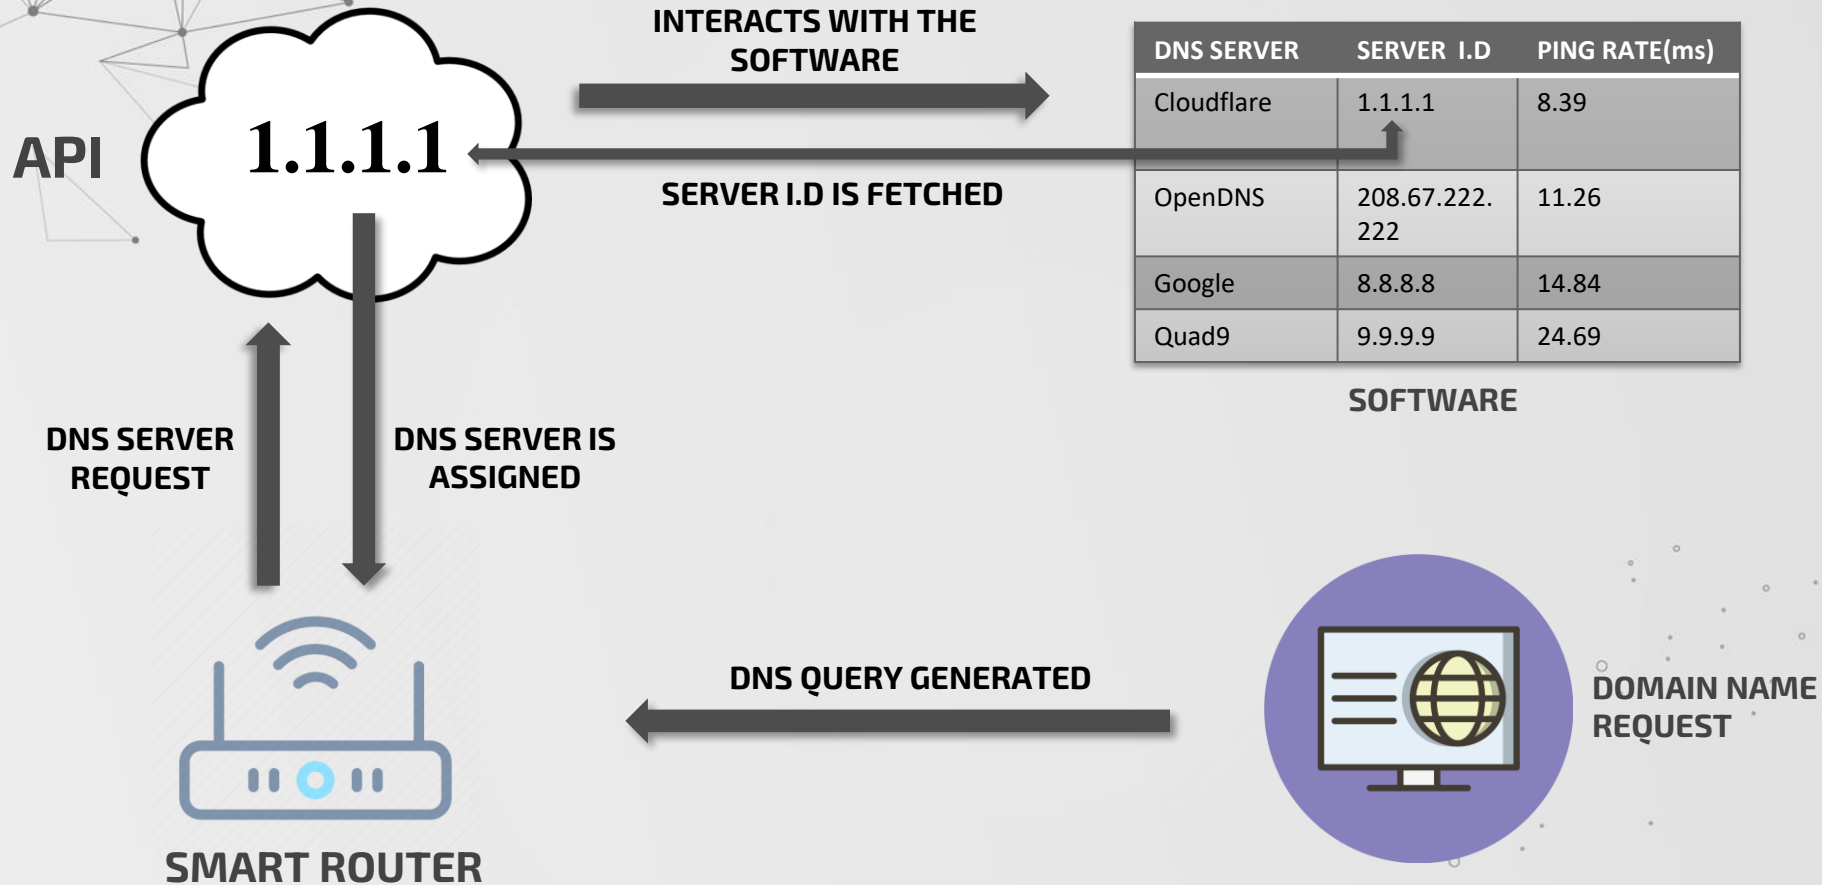 INTERACTS WITH THE
SOFTWARE
API
1.1.1.1
SERVER I.D IS FETCHED
DNS SERVER SERVER I.D PING RATE(ms)
Cloudflare 1.1.1.1 8.39
OpenDNS 208.67.222. 11.26
222
Google 8.8.8.8 14.84
Quad9 9.9.9.9 24.69
SOFTWARE
DNS SERVER
REQUEST
DNS SERVER IS
ASSIGNED
DNS QUERY GENERATED
DOMAIN NAME
REQUEST
SMART ROUTER